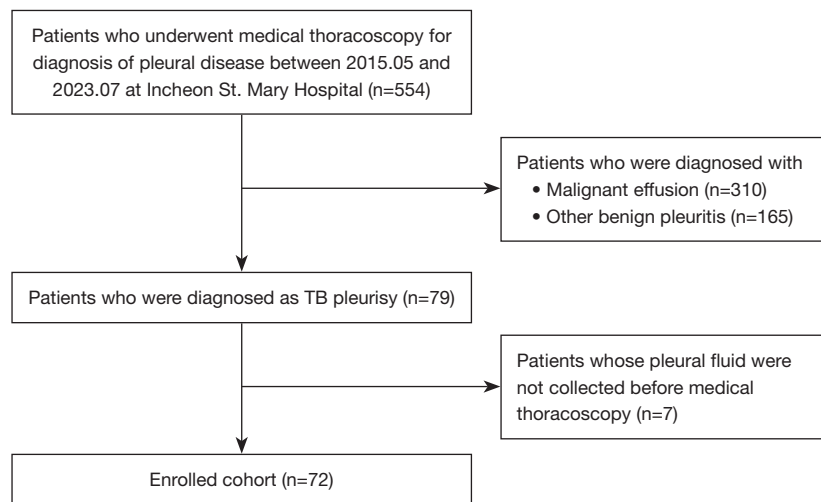 Patients who underwent medical thoracoscopy for
diagnosis of pleural disease between 2015.05 and
2023.07 at Incheon St. Mary Hospital (n=554)
Patients who were diagnosed with
• Malignant effusion (n=310)
• Other benign pleuritis (n=165)
Patients who were diagnosed as TB pleurisy (n=79)
Patients whose pleural fluid were
not collected before medical
thoracoscopy (n=7)
Enrolled cohort (n=72)